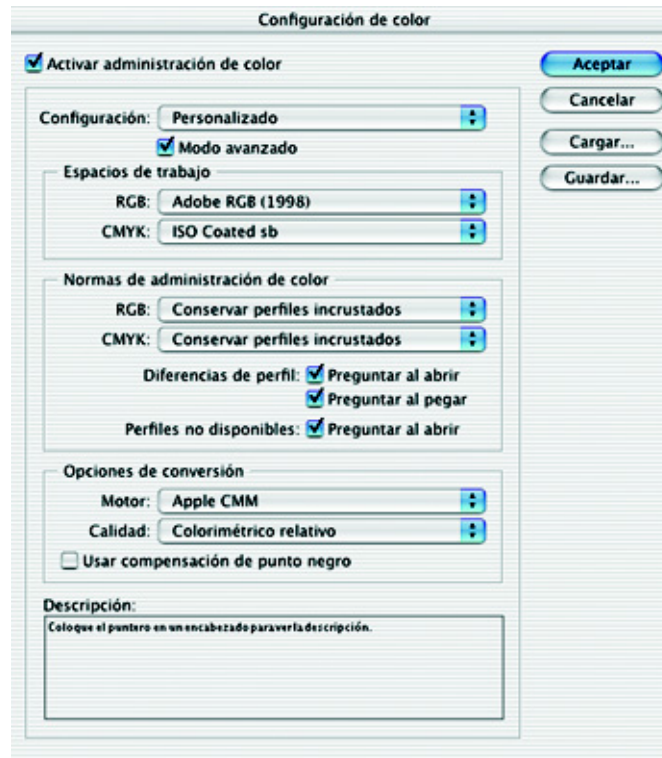 Configuración de color
Activar administración de color
Aceptar
Cancelar
Cargar...
Guardar...
Configuración: Personalizado
Modo avanzado
Espacios de trabajo
RGB: Adobe RGB (1998)
CMYK: ISO Coated sb
Normas de administración de color
RGB: Conservar perfiles incrustados
CMYK: Conservar perfiles incrustados
Diferencias de perfil: Preguntar al abrir
Preguntar al pegar
Perfiles no disponibles: Preguntar al abrir
Opciones de conversión
Motor: Apple CMM
Calidad: Colorimétrico relativo
Usar compensación de punto negro
Descripción:
Coloque el puntero en un encabezado para ver la descripción.